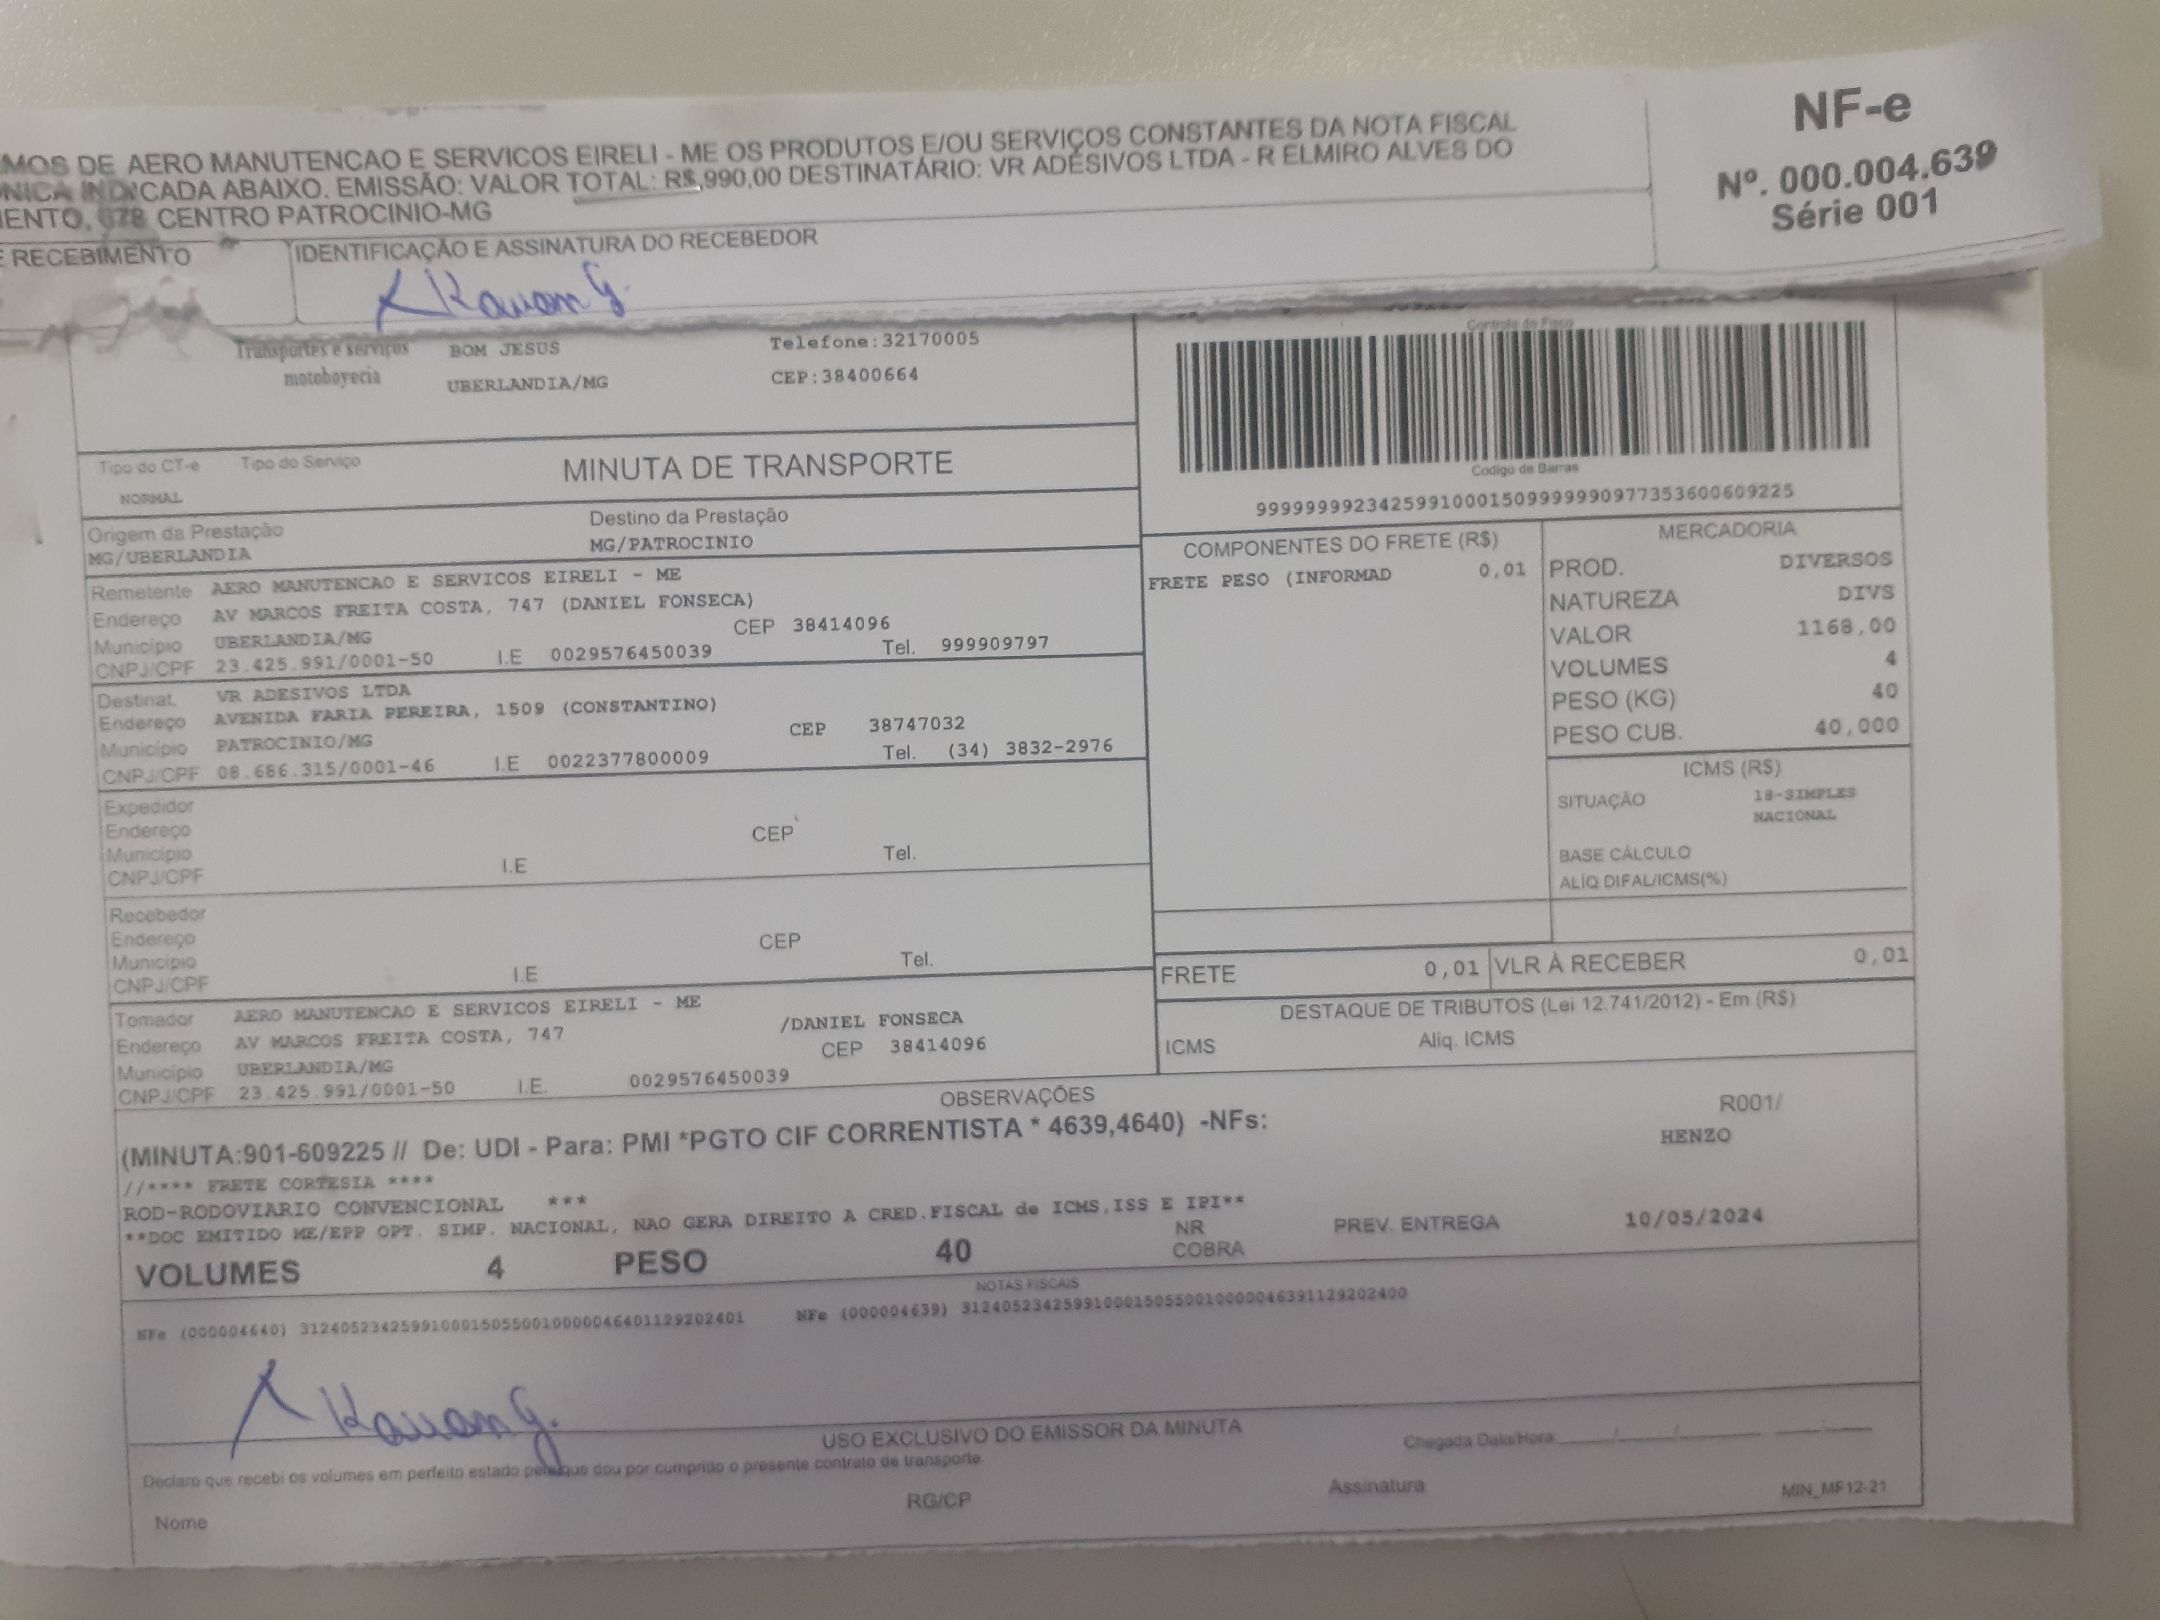 MOS DE AERO MANUTENCAO E SERVICOS EIRELI - ME OS PRODUTOS E/OU SERVIÇOS CONSTANTES DA NOTA FISCAL
NICA INDICADA ABAIXO. EMISSÃO: VALOR TOTAL: R$,990,00 DESTINATÁRIO: VR ADESIVOS LTDA - R ELMIRO ALVES DO
MENTO, 678 CENTRO PATROCINIO-MG
NF-e
Nº. 000.004.639
Série 001
E RECEBIMENTO
IDENTIFICAÇÃO E ASSINATURA DO RECEBEDOR
Kauan G.
Transportes e serviços
motoboyecia
BOM JESUS
UBERLANDIA/MG
Telefone:32170005
CEP:38400664
Controle do Fisco
Codigo de Barras
99999999234259910001509999999097735360060​9225
Tipo do CT-e Tipo do Serviço
NORMAL
MINUTA DE TRANSPORTE
Origem da Prestação Destino da Prestação
MG/UBERLANDIA MG/PATROCINIO
Remetente AERO MANUTENCAO E SERVICOS EIRELI - ME
Endereço AV MARCOS FREITA COSTA, 747 (DANIEL FONSECA)
Município UBERLANDIA/MG CEP 38414096
CNPJ/CPF 23.425.991/0001-50 I.E 0029576450039 Tel. 999909797
Destinat. VR ADESIVOS LTDA
Endereço AVENIDA FARIA PEREIRA, 1509 (CONSTANTINO)
Município PATROCINIO/MG CEP 38747032
CNPJ/CPF 08.686.315/0001-46 I.E 0022377800009 Tel. (34) 3832-2976
Expedidor
Endereço
Município CEP
CNPJ/CPF I.E Tel.
Recebedor
Endereço
Município CEP
CNPJ/CPF I.E Tel.
Tomador AERO MANUTENCAO E SERVICOS EIRELI - ME
Endereço AV MARCOS FREITA COSTA, 747 /DANIEL FONSECA
Município UBERLANDIA/MG CEP 38414096
CNPJ/CPF 23.425.991/0001-50 I.E. 0029576450039
COMPONENTES DO FRETE (R$)
FRETE PESO (INFORMAD 0,01
MERCADORIA
PROD. DIVERSOS
NATUREZA DIVS
VALOR 1168,00
VOLUMES 4
PESO (KG) 40
PESO CUB. 40,000
ICMS (R$)
SITUAÇÃO 18-SIMPLES
NACIONAL
BASE CÁLCULO
ALÍQ DIFAL/ICMS(%)
FRETE 0,01 VLR À RECEBER 0,01
DESTAQUE DE TRIBUTOS (Lei 12.741/2012) - Em (R$)
ICMS Alíq. ICMS
OBSERVAÇÕES
(MINUTA:901-609225 // De: UDI - Para: PMI *PGTO CIF CORRENTISTA * 4639,4640) -NFs:
R001/
HENZO
//**** FRETE CORTESIA ****
ROD-RODOVIARIO CONVENCIONAL ***
**DOC EMITIDO ME/EPP OPT. SIMP. NACIONAL, NAO GERA DIREITO A CRED.FISCAL de ICMS,ISS E IPI**
VOLUMES 4 PESO 40 NR
COBRA
PREV. ENTREGA 10/05/2024
NOTAS FISCAIS
NFe (000004640) 31240523425991000150550010000046401129202401 NFe (000004639) 31240523425991000150550010000046391129202400
Kauan G.
USO EXCLUSIVO DO EMISSOR DA MINUTA
Chegada Data/Hora: ____/____/____ ____:____
Declaro que recebi os volumes em perfeito estado pelo que dou por cumprido o presente contrato de transporte.
Nome RG/CP Assinatura MIN_MF12-21